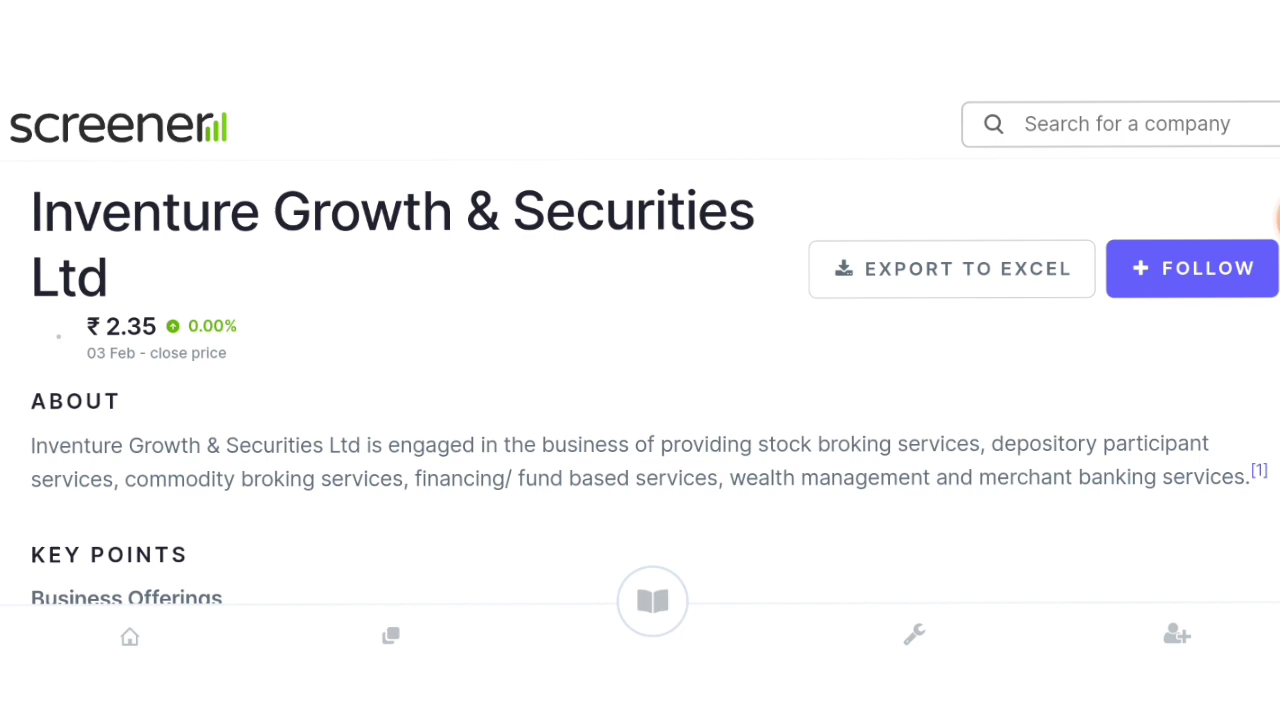 screener
Search for a company
Inventure Growth & Securities
Ltd
EXPORT TO EXCEL
+ FOLLOW
₹ 2.35 0.00%
03 Feb - close price
ABOUT
Inventure Growth & Securities Ltd is engaged in the business of providing stock broking services, depository participant
services, commodity broking services, financing/ fund based services, wealth management and merchant banking services.[1]
KEY POINTS
Business Offerings